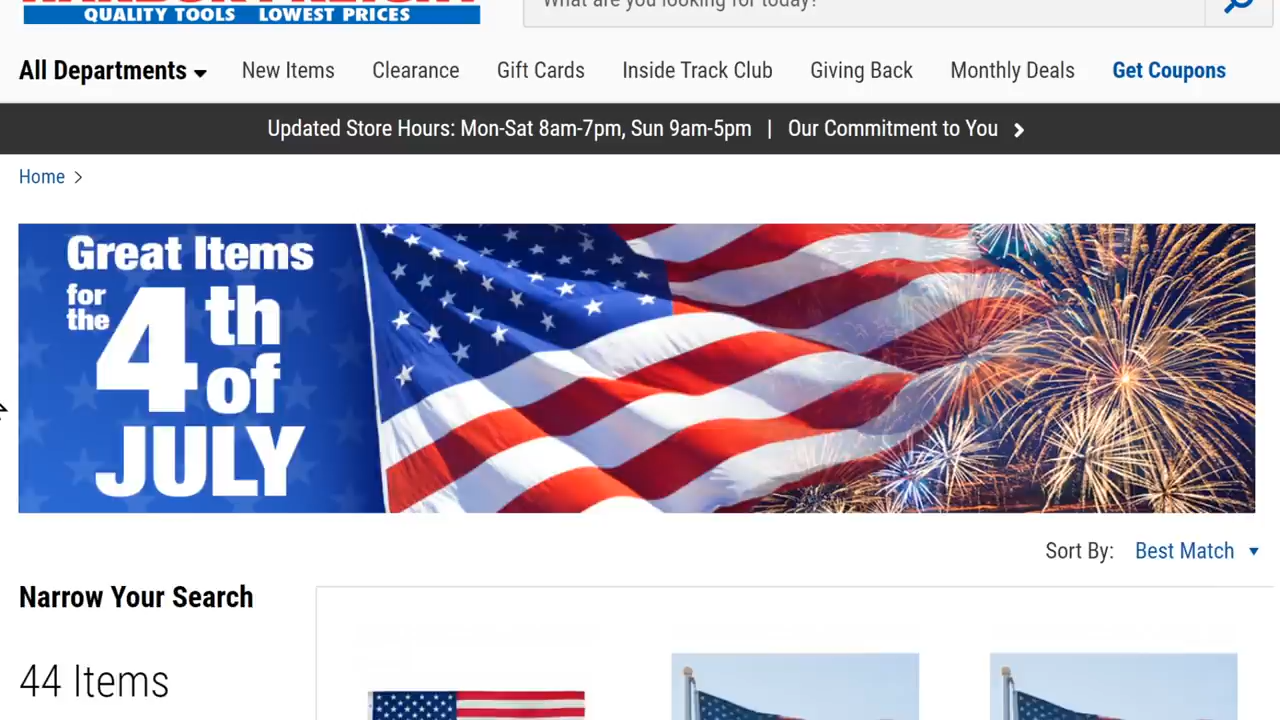 HARBOR FREIGHT
QUALITY TOOLS LOWEST PRICES
What are you looking for today?
All Departments
New Items
Clearance
Gift Cards
Inside Track Club
Giving Back
Monthly Deals
Get Coupons
Updated Store Hours: Mon-Sat 8am-7pm, Sun 9am-5pm | Our Commitment to You
Home
Great Items
for
the
4th
of
JULY
Sort By: Best Match
Narrow Your Search
44 Items